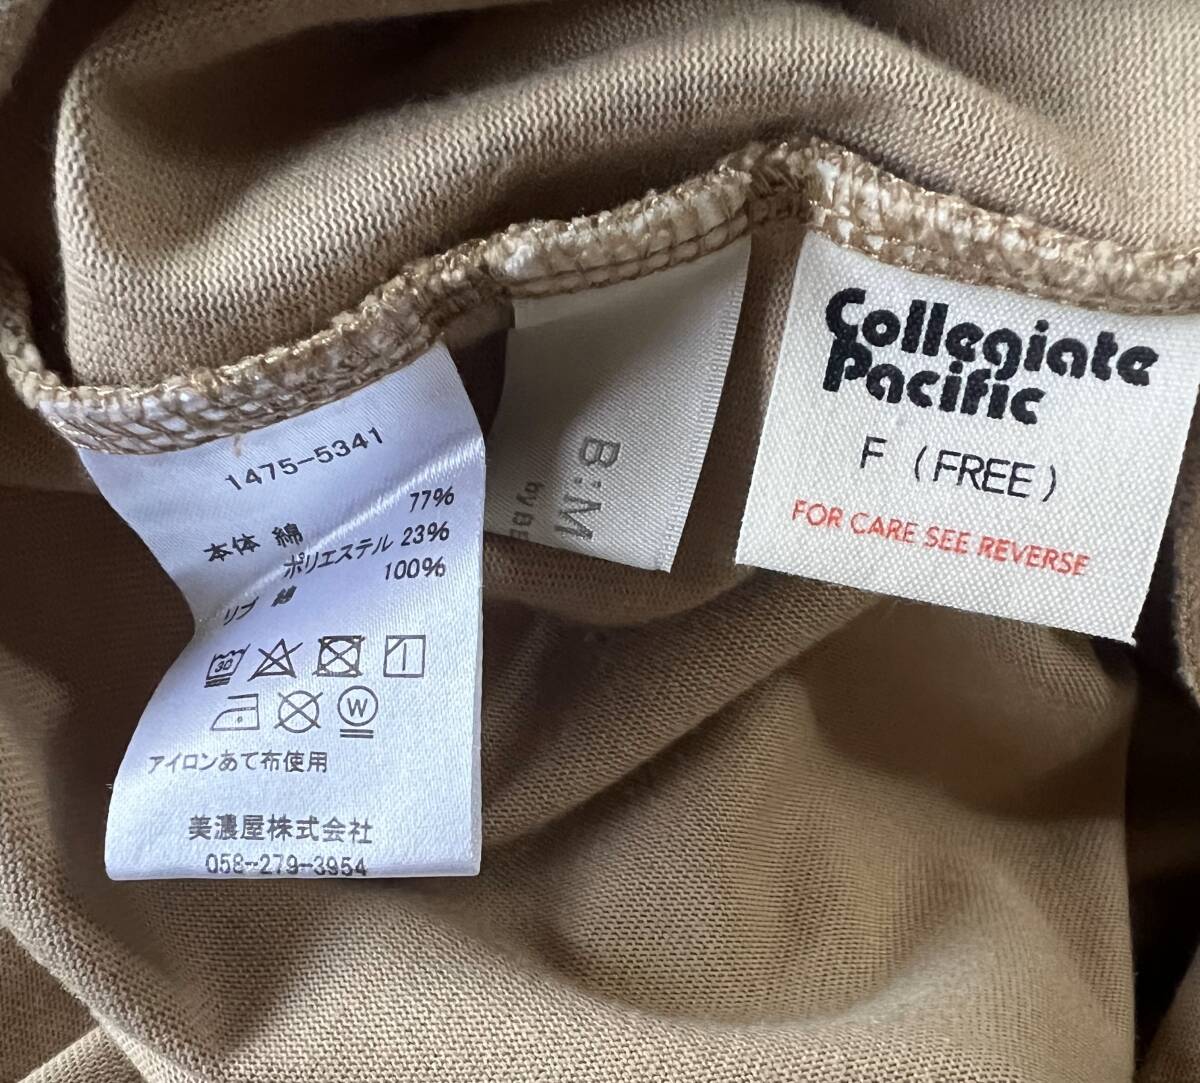 1475-5341
本体 綿 77%
ポリエステル 23%
リブ 綿 100%
30
W
アイロンあて布使用
美濃屋株式会社
058-279-3954
B:M
by
Collegiate
Pacific
F (FREE)
FOR CARE SEE REVERSE